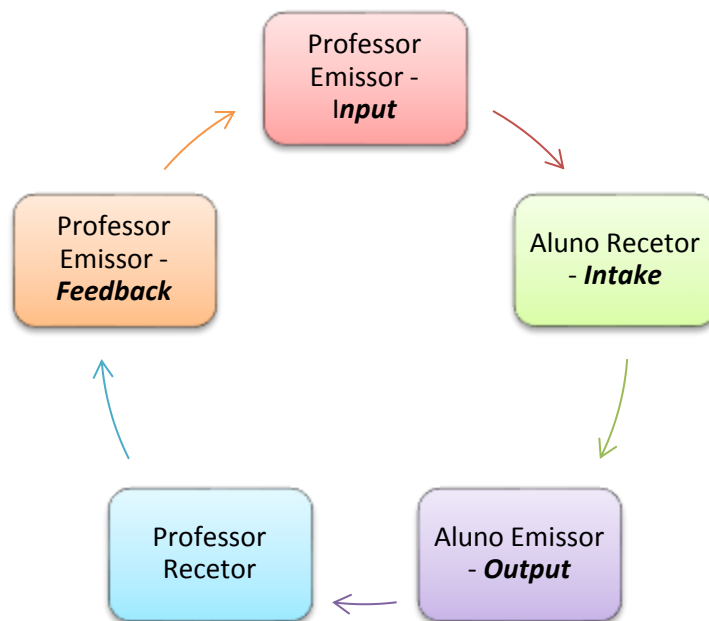 Professor
Emissor -
Input
Aluno Recetor
- Intake
Aluno Emissor
- Output
Professor
Recetor
Professor
Emissor -
Feedback